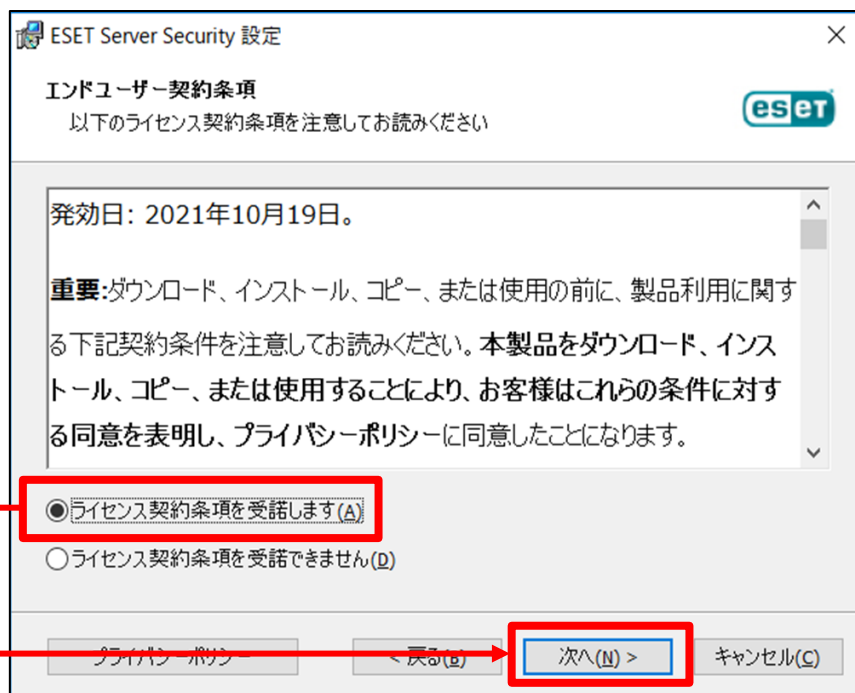 ESET Server Security 設定
エンドユーザー契約条項
以下のライセンス契約条項を注意してお読みください
eseT
発効日: 2021年10月19日。
重要:ダウンロード、インストール、コピー、または使用の前に、製品利用に関す
る下記契約条件を注意してお読みください。本製品をダウンロード、インス
トール、コピー、または使用することにより、お客様はこれらの条件に対す
る同意を表明し、プライバシーポリシーに同意したことになります。
ライセンス契約条項を受諾します(A)
ライセンス契約条項を受諾できません(D)
プライバシーポリシー
< 戻る(B)
次へ(N) >
キャンセル(C)